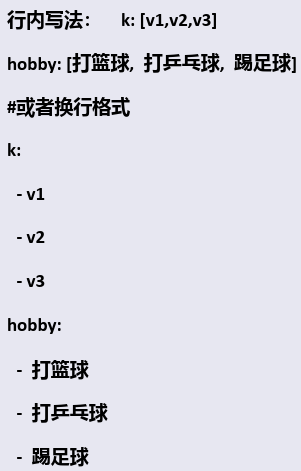 行内写法： k: [v1,v2,v3]
hobby: [打篮球, 打乒乓球, 踢足球]
#或者换行格式
k:
- v1
- v2
- v3
hobby:
- 打篮球
- 打乒乓球
- 踢足球